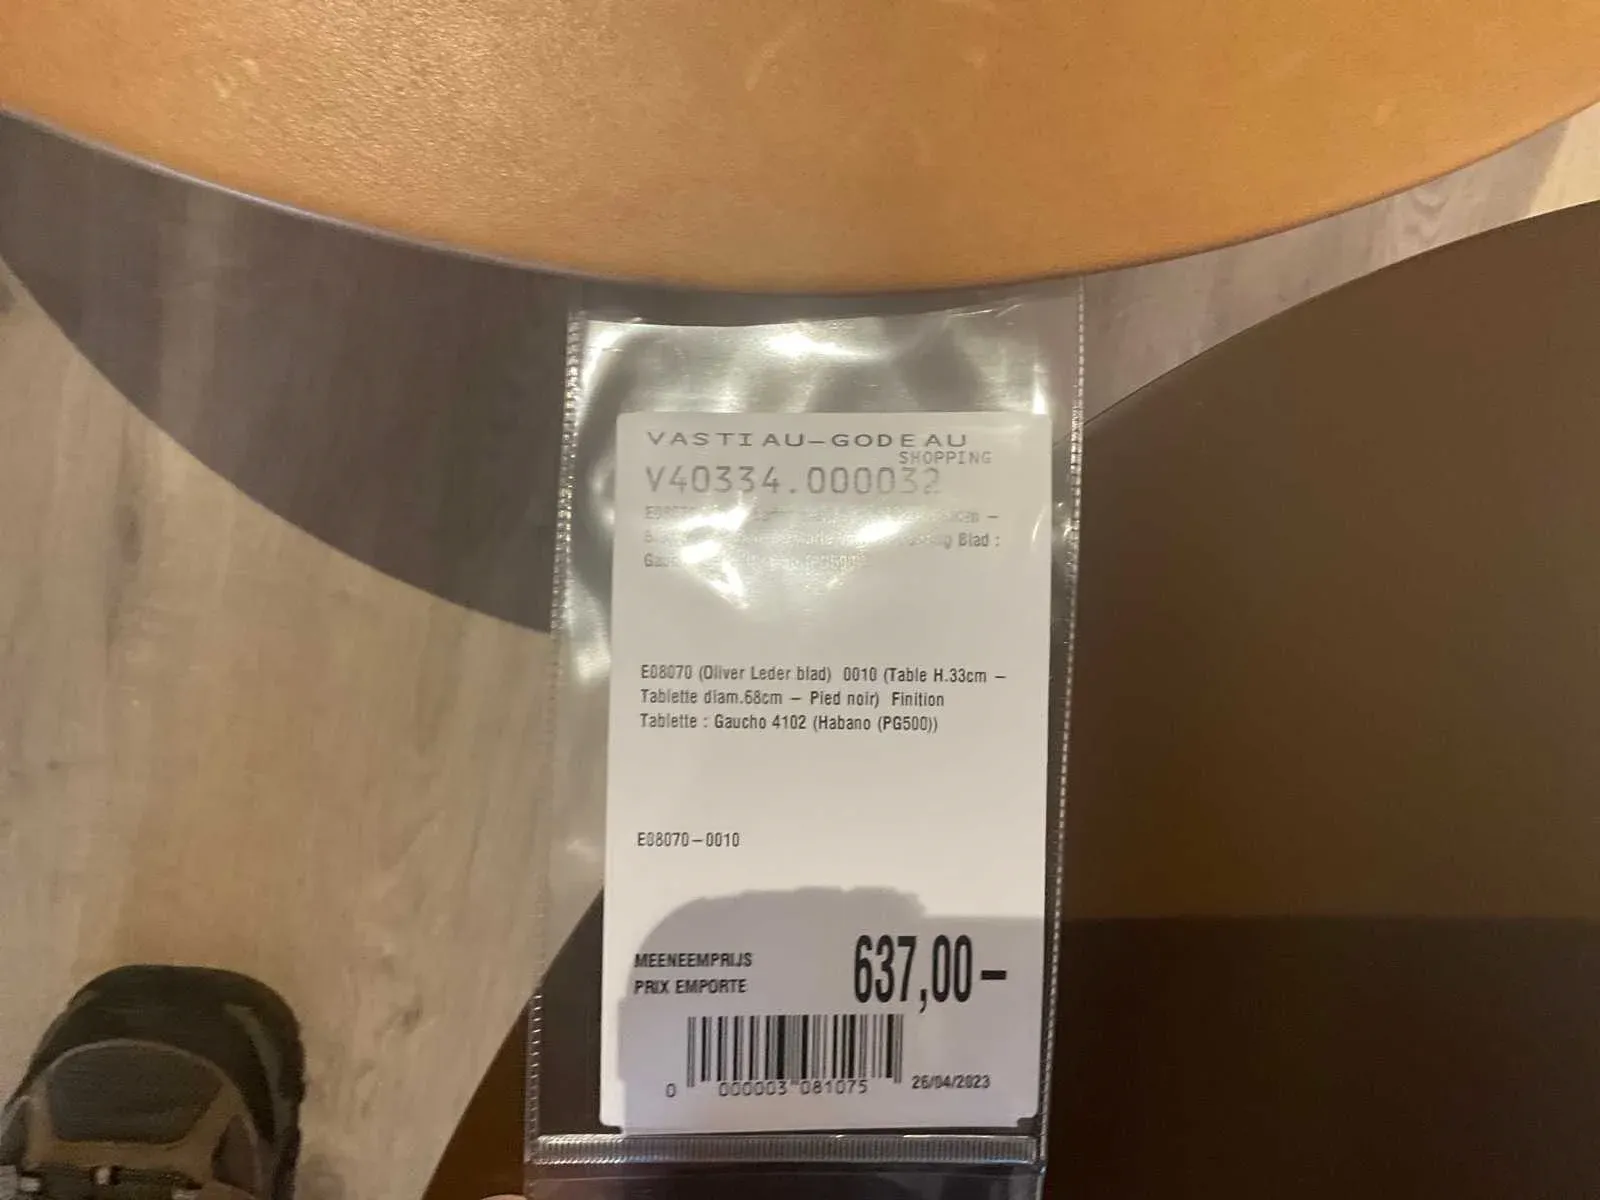 VASTIAU-GODEAU
SHOPPING
V40334.000032
Blad :
E08070 (Oliver Leder blad) 0010 (Table H.33cm –
Tablette diam.68cm – Pied noir) Finition
Tablette : Gaucho 4102 (Habano (PG500))
E08070-0010
MEENEEMPRIJS
PRIX EMPORTE
637,00-
0 000003 081075
26/04/2023